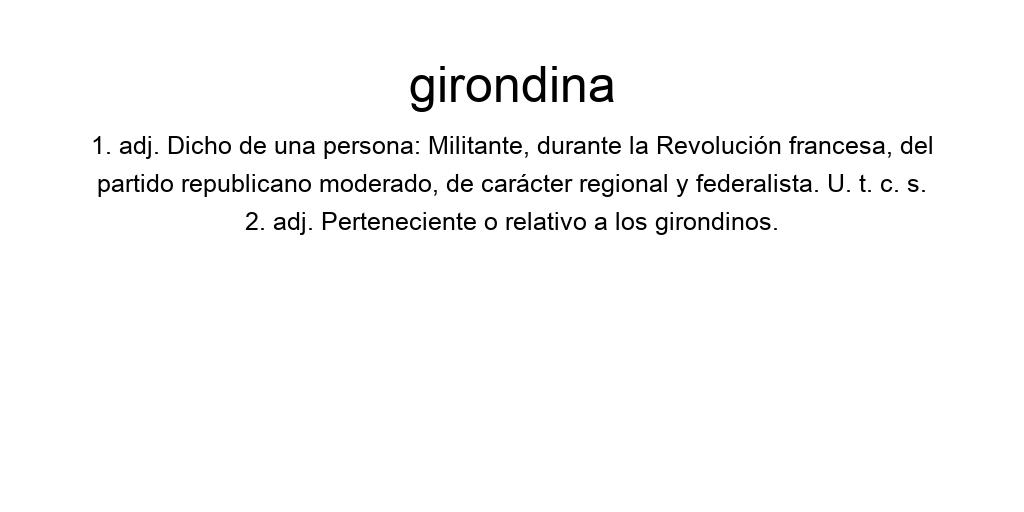 girondina
1. adj. Dicho de una persona: Militante, durante la Revolución francesa, del
partido republicano moderado, de carácter regional y federalista. U. t. c. s.
2. adj. Perteneciente o relativo a los girondinos.